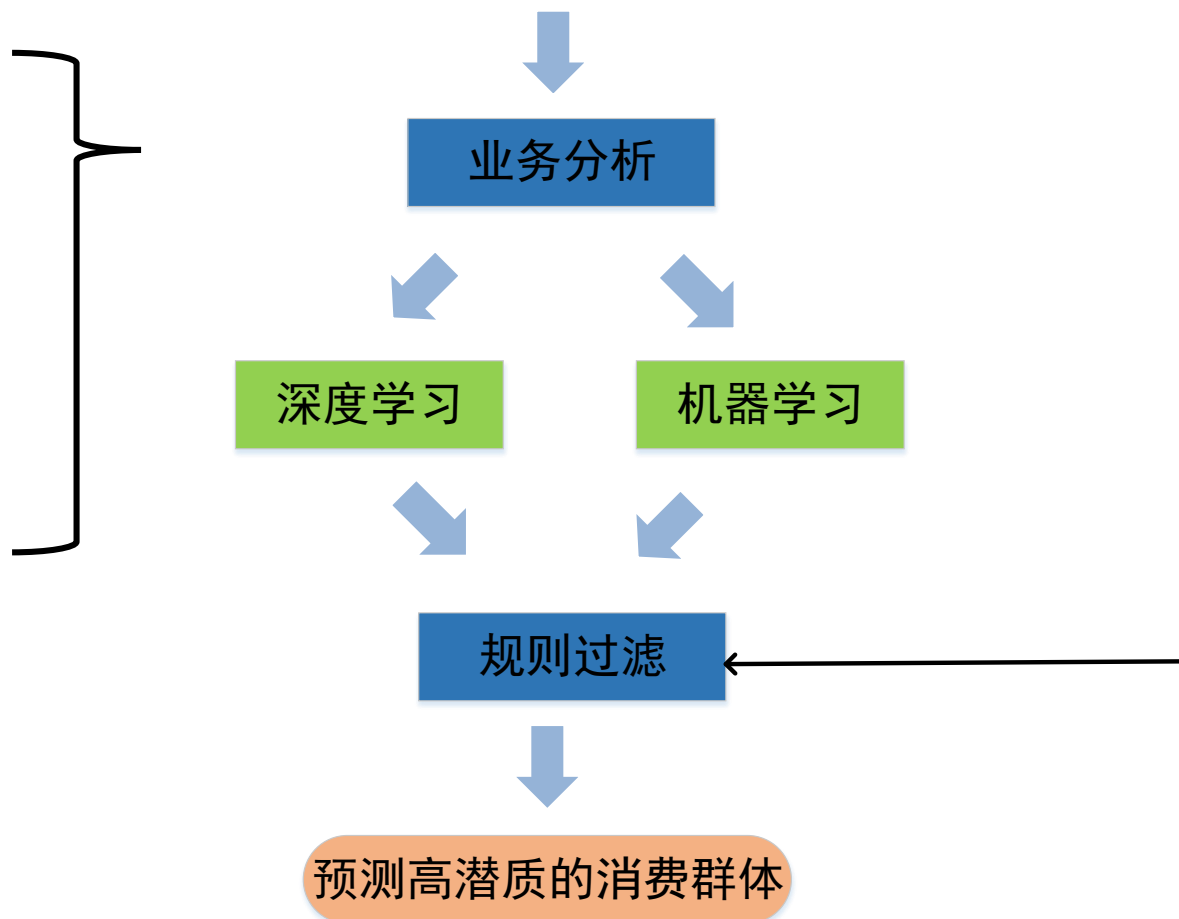 业务分析
深度学习
机器学习
规则过滤
预测高潜质的消费群体